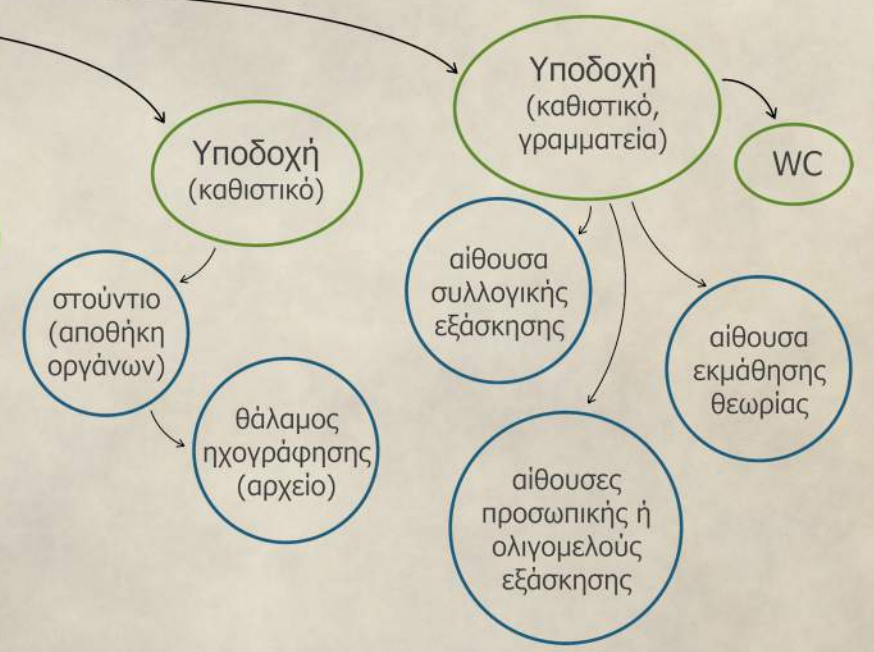 Υποδοχή
(καθιστικό,
γραμματεία)
WC
Υποδοχή
(καθιστικό)
στούντιο
(αποθήκη
οργάνων)
θάλαμος
ηχογράφησης
(αρχείο)
αίθουσα
συλλογικής
εξάσκησης
αίθουσα
εκμάθησης
θεωρίας
αίθουσες
προσωπικής ή
ολιγομελούς
εξάσκησης